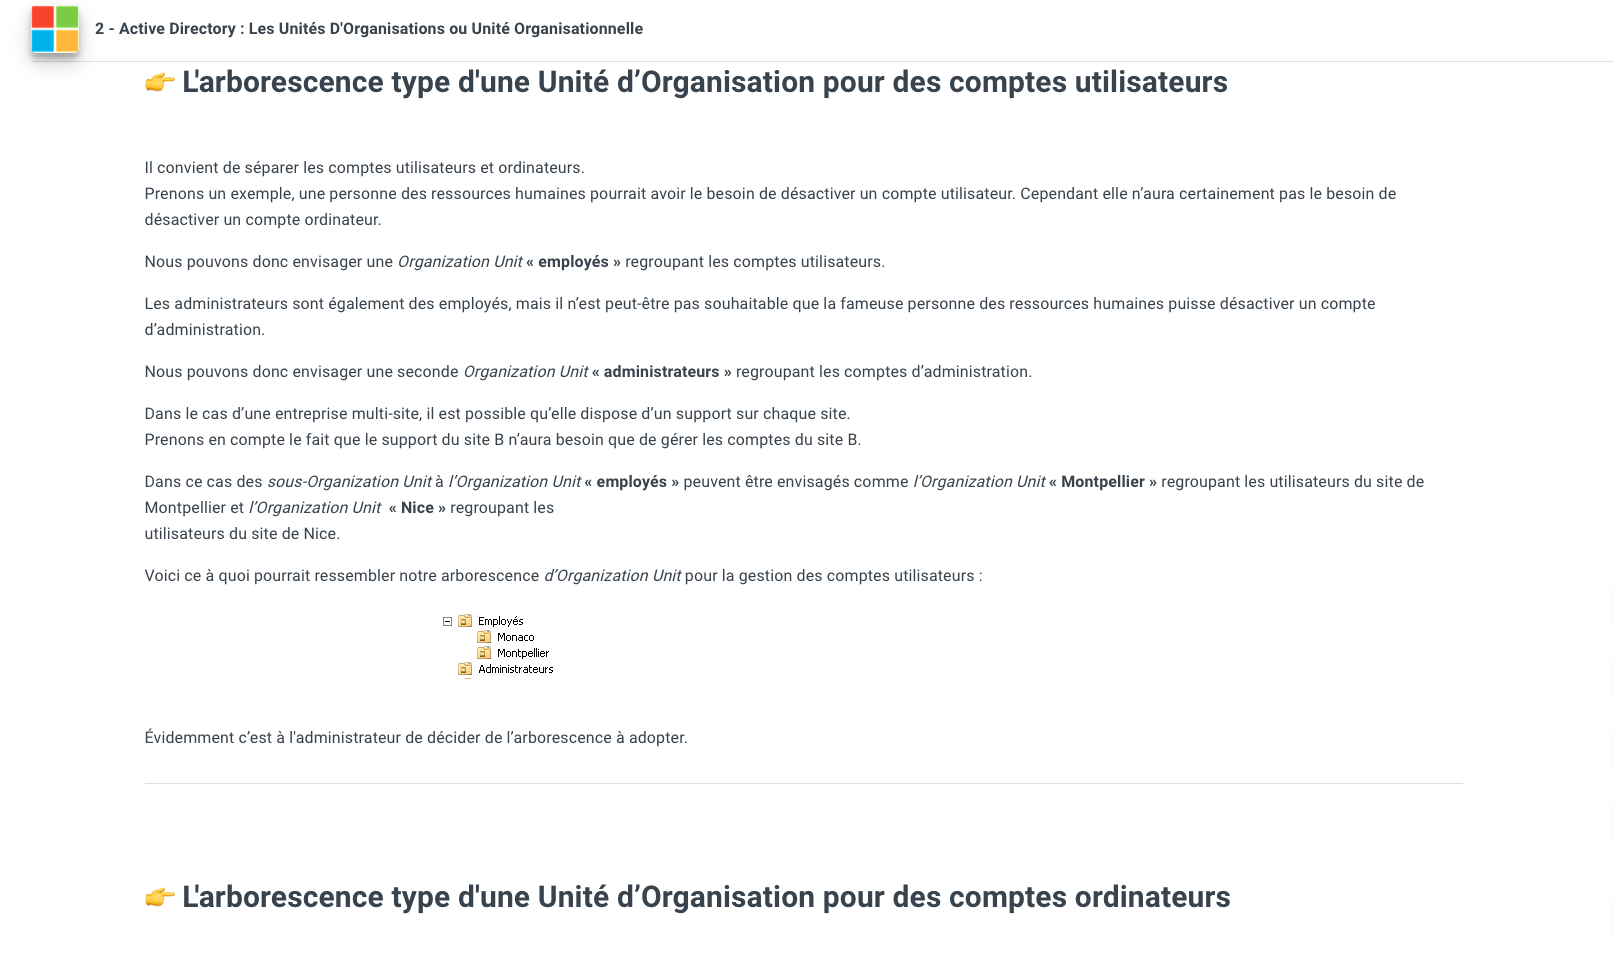 2 - Active Directory : Les Unités D'Organisations ou Unité Organisationnelle
👉 L'arborescence type d'une Unité d’Organisation pour des comptes utilisateurs
Il convient de séparer les comptes utilisateurs et ordinateurs.
Prenons un exemple, une personne des ressources humaines pourrait avoir le besoin de désactiver un compte utilisateur. Cependant elle n’aura certainement pas le besoin de
désactiver un compte ordinateur.
Nous pouvons donc envisager une Organization Unit « employés » regroupant les comptes utilisateurs.
Les administrateurs sont également des employés, mais il n’est peut-être pas souhaitable que la fameuse personne des ressources humaines puisse désactiver un compte
d’administration.
Nous pouvons donc envisager une seconde Organization Unit « administrateurs » regroupant les comptes d’administration.
Dans le cas d’une entreprise multi-site, il est possible qu’elle dispose d’un support sur chaque site.
Prenons en compte le fait que le support du site B n’aura besoin que de gérer les comptes du site B.
Dans ce cas des sous-Organization Unit à l’Organization Unit « employés » peuvent être envisagés comme l’Organization Unit « Montpellier » regroupant les utilisateurs du site de
Montpellier et l’Organization Unit « Nice » regroupant les
utilisateurs du site de Nice.
Voici ce à quoi pourrait ressembler notre arborescence d’Organization Unit pour la gestion des comptes utilisateurs :
Employés
Monaco
Montpellier
Administrateurs
Évidemment c’est à l'administrateur de décider de l’arborescence à adopter.
👉 L'arborescence type d'une Unité d’Organisation pour des comptes ordinateurs